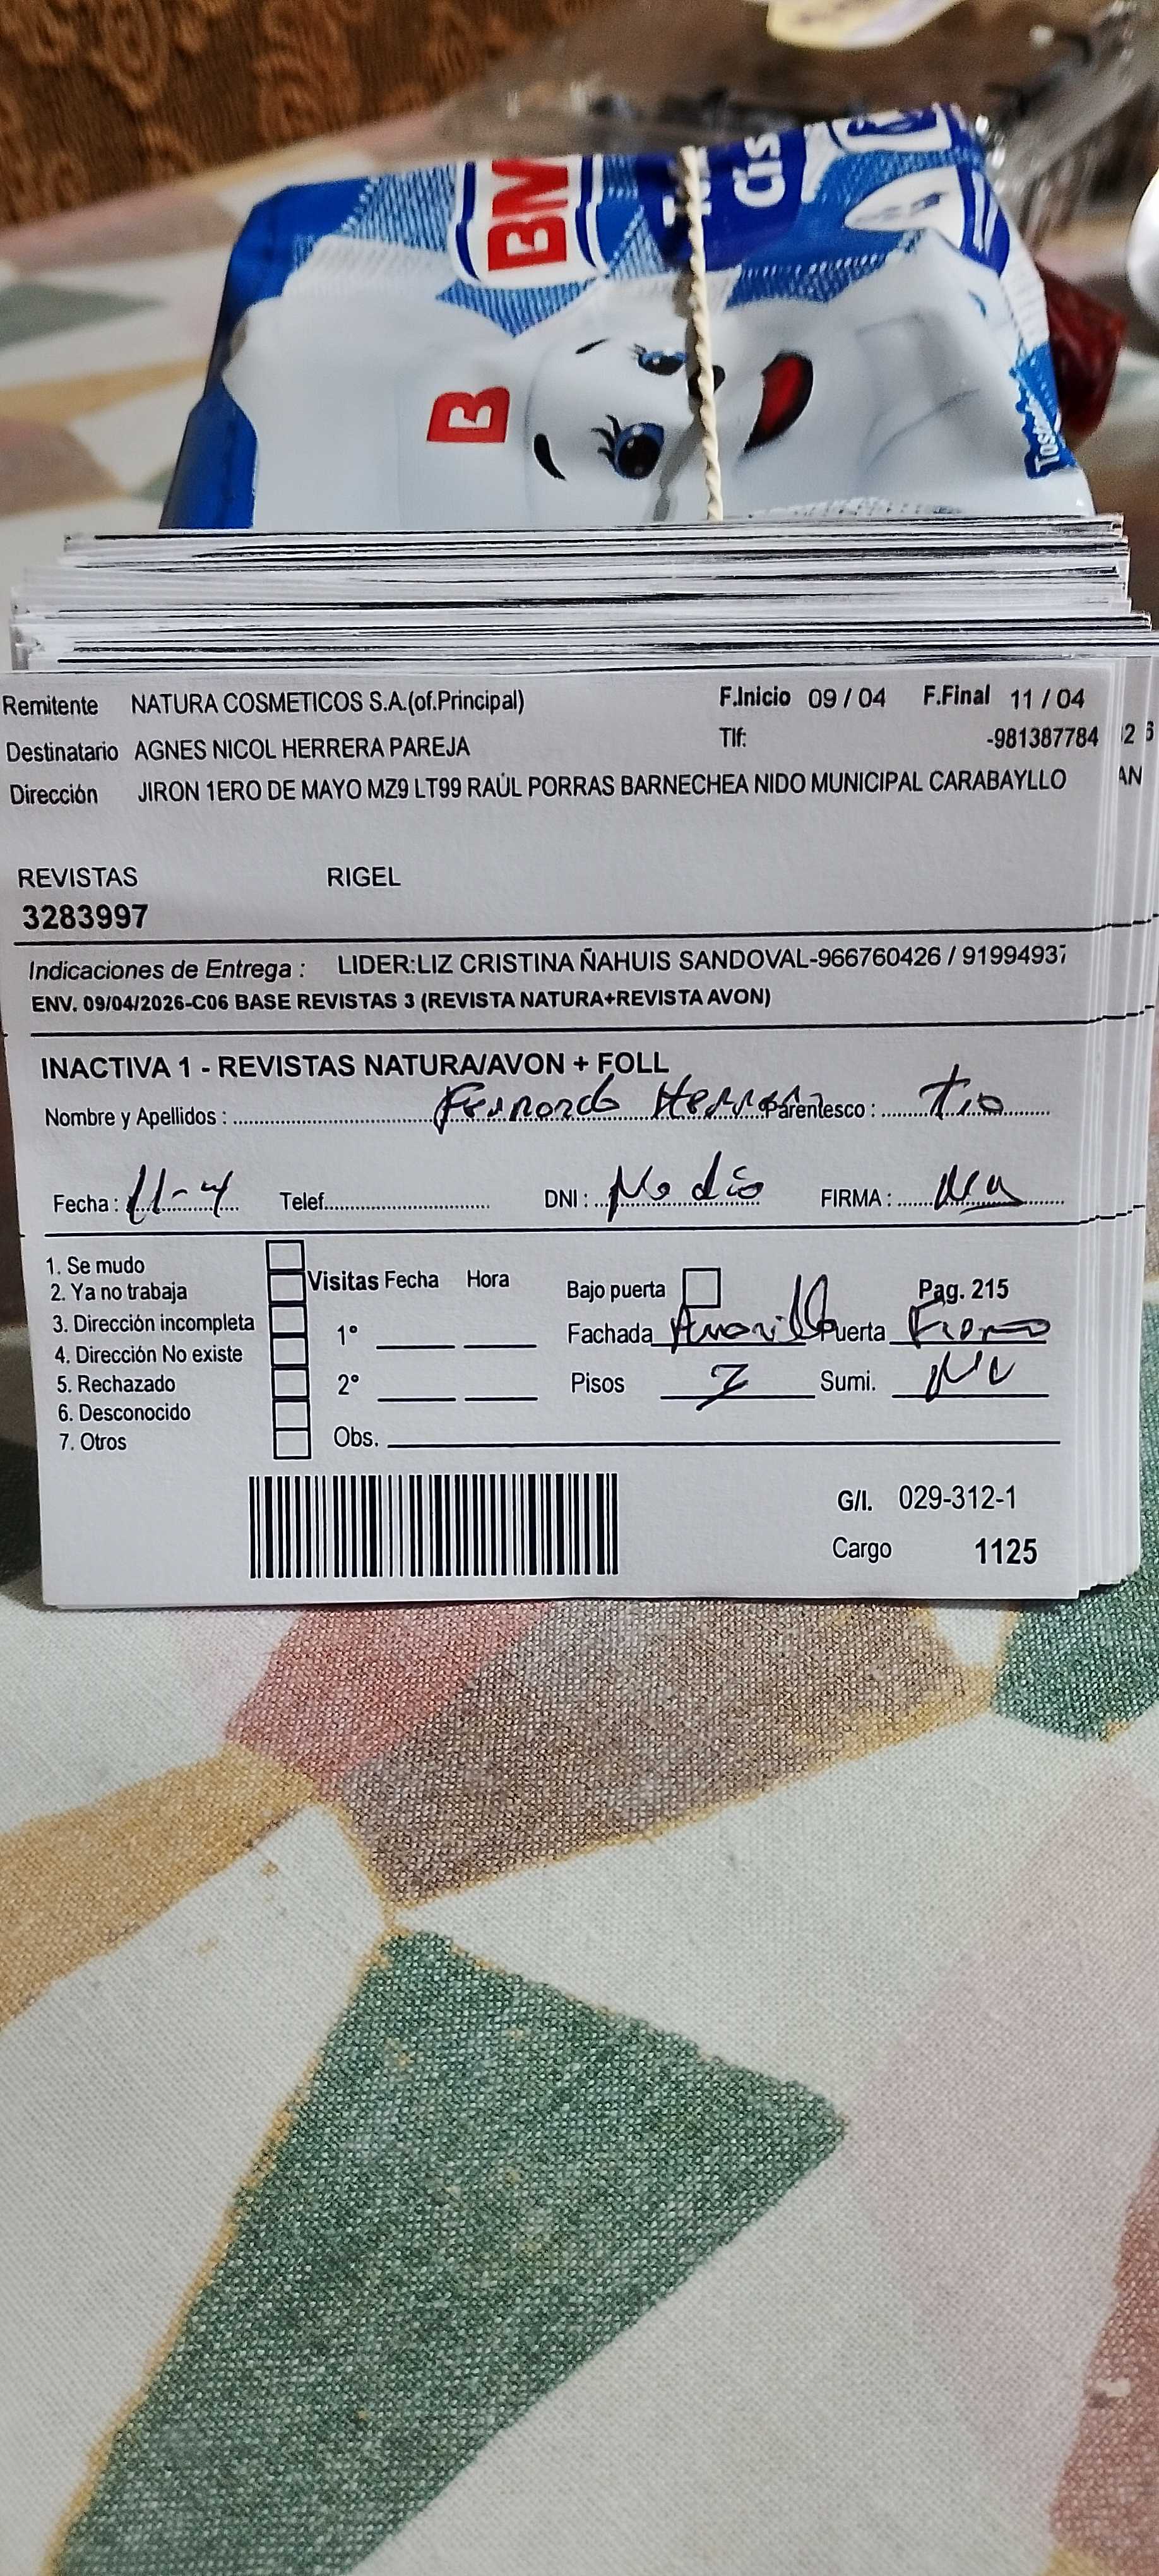 BM
B
Remitente NATURA COSMETICOS S.A.(of.Principal) F.Inicio 09 / 04 F.Final 11 / 04
Destinatario AGNES NICOL HERRERA PAREJA Tlf: -981387784
Dirección JIRON 1ERO DE MAYO MZ9 LT99 RAÚL PORRAS BARNECHEA NIDO MUNICIPAL CARABAYLLO
REVISTAS RIGEL
3283997
Indicaciones de Entrega : LIDER:LIZ CRISTINA ÑAHUIS SANDOVAL-966760426 / 91994937
ENV. 09/04/2026-C06 BASE REVISTAS 3 (REVISTA NATURA+REVISTA AVON)
INACTIVA 1 - REVISTAS NATURA/AVON + FOLL
Nombre y Apellidos : Fernando Herrera Parentesco : tio
Fecha : 11-4 Telef. DNI : No dio FIRMA :
1. Se mudo
2. Ya no trabaja
3. Dirección incompleta
4. Dirección No existe
5. Rechazado
6. Desconocido
7. Otros
Visitas Fecha Hora
1°
2°
Obs.
Bajo puerta Pag. 215
Fachada Amarillo Puerta Fierro
Pisos 2 Sumi.
G/I. 029-312-1
Cargo 1125